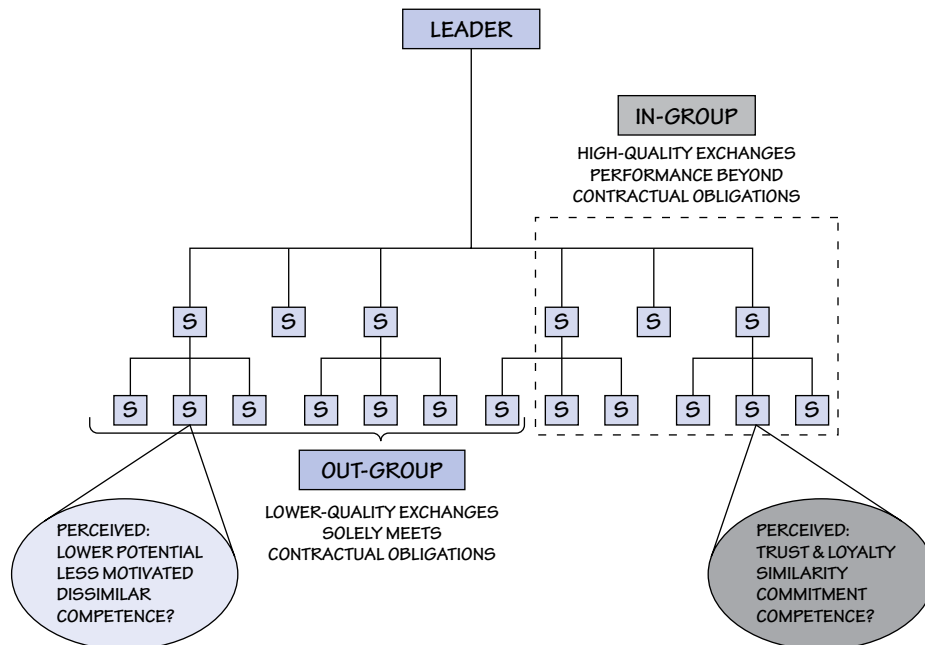 LEADER
IN-GROUP
HIGH-QUALITY EXCHANGES
PERFORMANCE BEYOND
CONTRACTUAL OBLIGATIONS
S S S S S S
S S S S S S S S S S S S
OUT-GROUP
LOWER-QUALITY EXCHANGES
SOLELY MEETS
CONTRACTUAL OBLIGATIONS
PERCEIVED:
LOWER POTENTIAL
LESS MOTIVATED
DISSIMILAR
COMPETENCE?
PERCEIVED:
TRUST & LOYALTY
SIMILARITY
COMMITMENT
COMPETENCE?